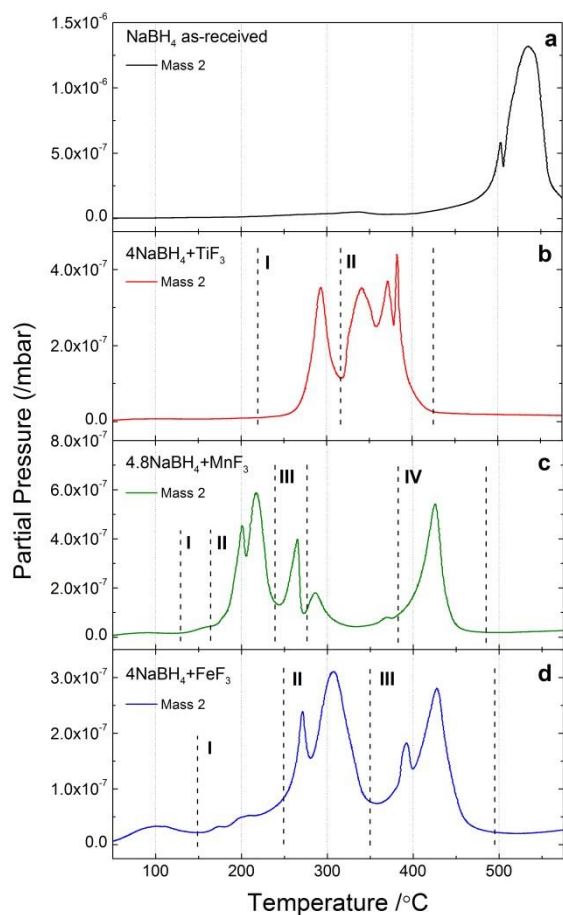 NaBH₄ as-received a
Mass 2
1.5x10⁻⁶
1.0x10⁻⁶
5.0x10⁻⁷
0.0
4NaBH₄+TiF₃ I II b
Mass 2
4.0x10⁻⁷
2.0x10⁻⁷
0.0
4.8NaBH₄+MnF₃ III IV c
Mass 2
I II
8.0x10⁻⁷
6.0x10⁻⁷
4.0x10⁻⁷
2.0x10⁻⁷
0.0
4NaBH₄+FeF₃ II III d
Mass 2
I
3.0x10⁻⁷
2.0x10⁻⁷
1.0x10⁻⁷
0.0
100 200 300 400 500
Partial Pressure (/mbar)
Temperature /°C